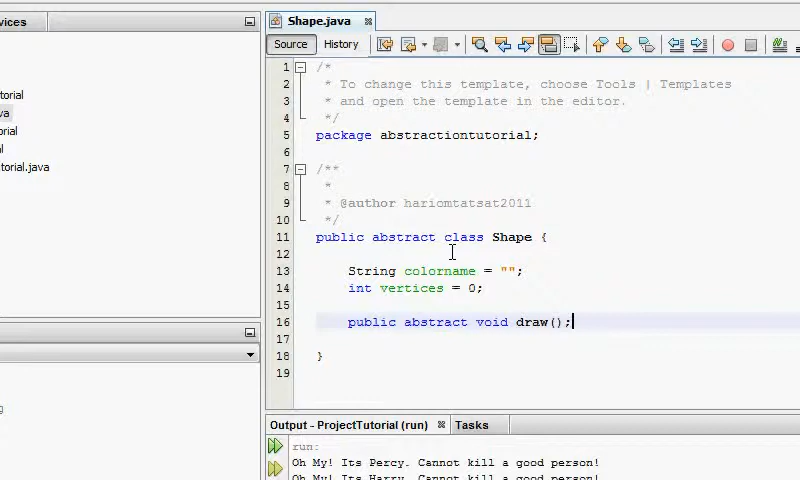 vices
Shape.java
Source History
torial
va
rial
l
torial.java
1 /*
2 * To change this template, choose Tools | Templates
3 * and open the template in the editor.
4 */
5 package abstractiontutorial;
6
7 /**
8 *
9 * @author hariomtatsat2011
10 */
11 public abstract class Shape {
12
13 String colorname = "";
14 int vertices = 0;
15
16 public abstract void draw();
17
18 }
19
Output - ProjectTutorial (run) Tasks
run:
Oh My! Its Percy. Cannot kill a good person!
Oh My! Its Harry. Cannot kill a good person!